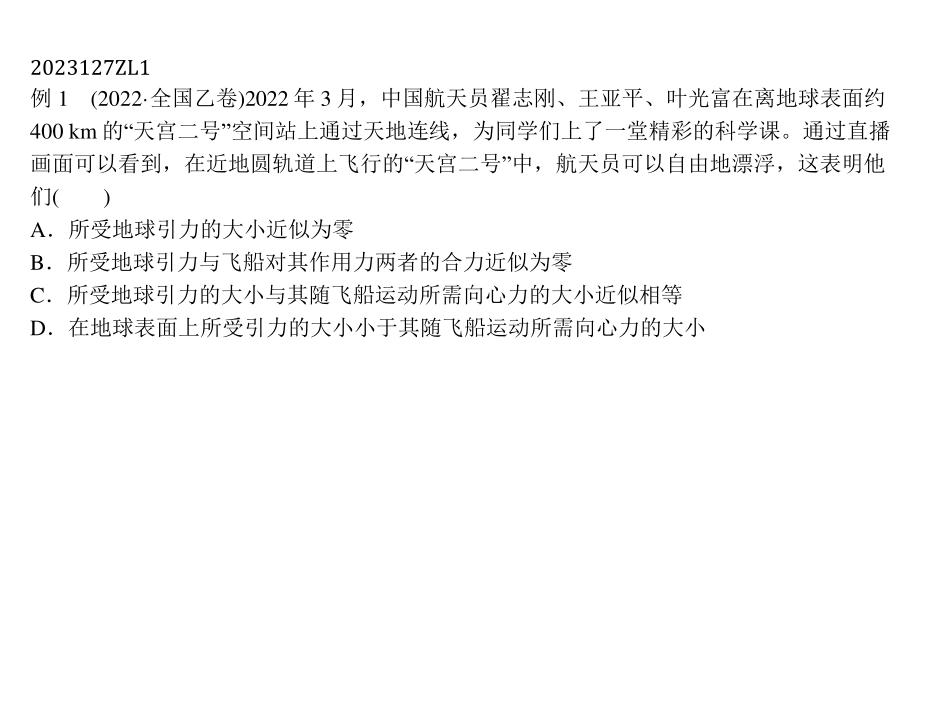 2023127ZL1
例 1　(2022·全国乙卷)2022 年 3 月，中国航天员翟志刚、王亚平、叶光富在离地球表面约
400 km 的“天宫二号”空间站上通过天地连线，为同学们上了一堂精彩的科学课。通过直播
画面可以看到，在近地圆轨道上飞行的“天宫二号”中，航天员可以自由地漂浮，这表明他
们(　　)
A．所受地球引力的大小近似为零
B．所受地球引力与飞船对其作用力两者的合力近似为零
C．所受地球引力的大小与其随飞船运动所需向心力的大小近似相等
D．在地球表面上所受引力的大小小于其随飞船运动所需向心力的大小